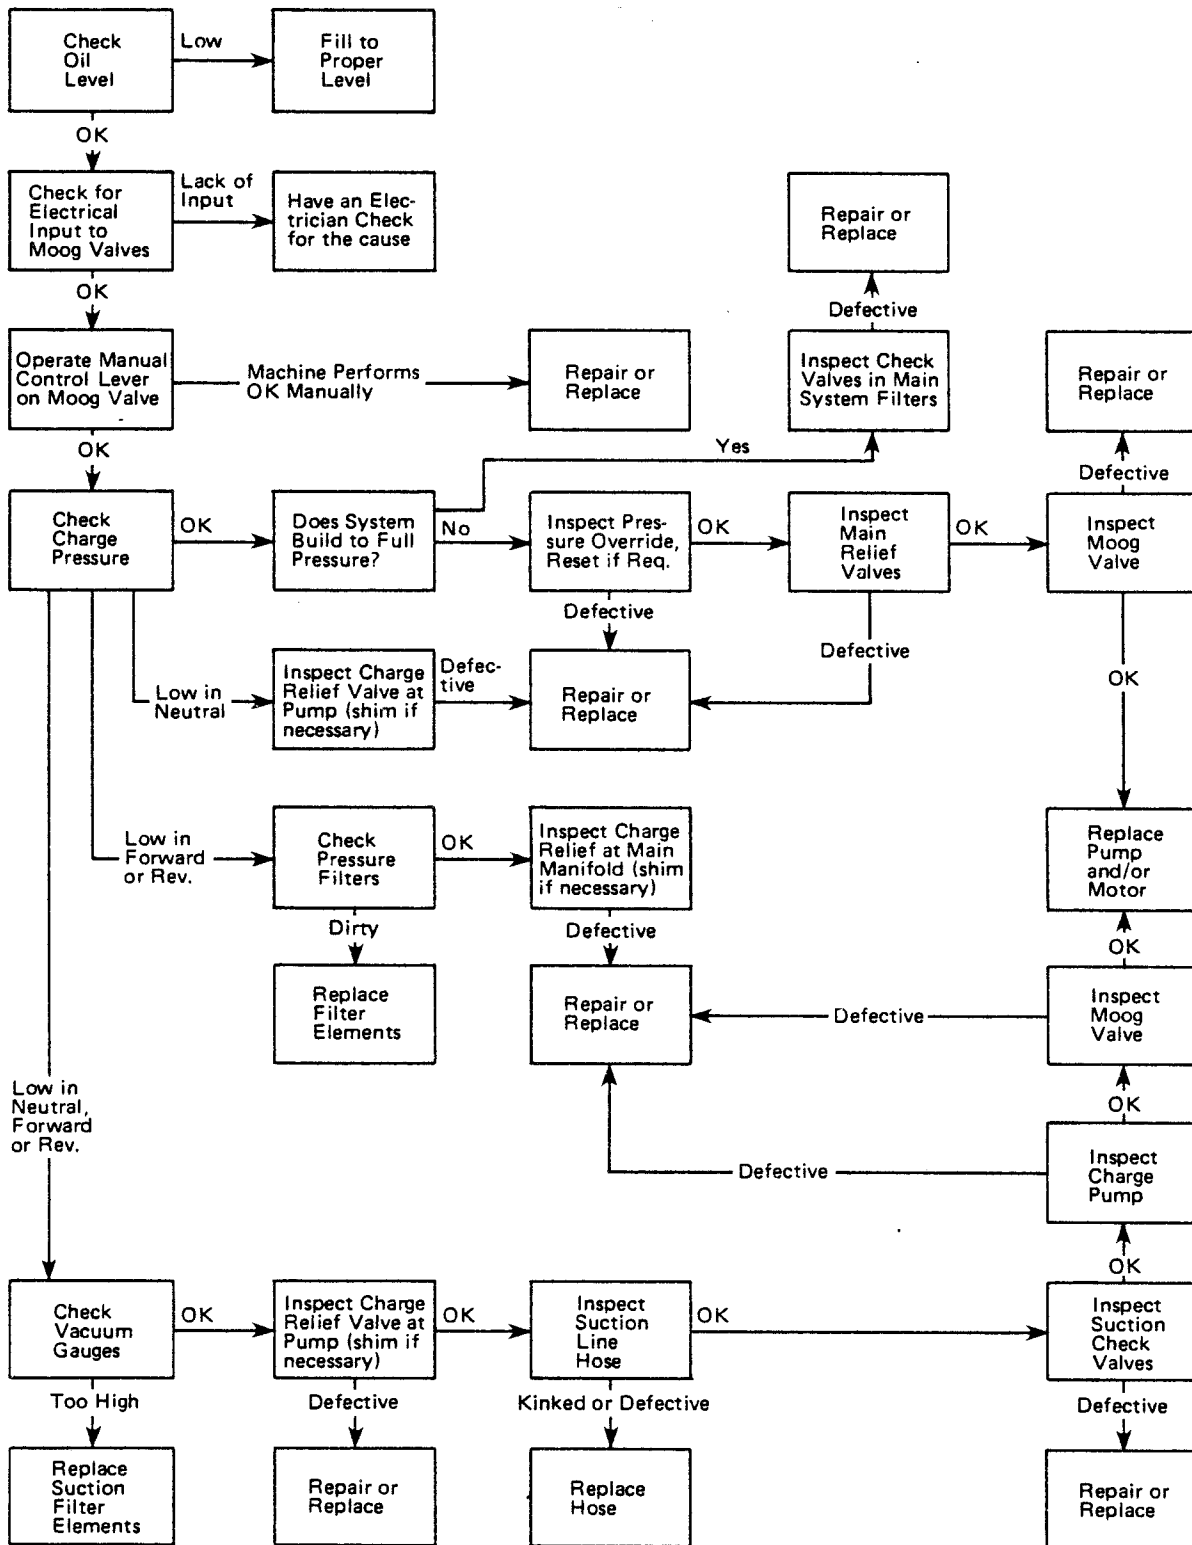 Check
Oil
Level
Low
Fill to
Proper
Level
OK
Check for
Electrical
Input to
Moog Valves
Lack of
Input
Have an Elec-
trician Check
for the cause
Repair or
Replace
OK
Defective
Operate Manual
Control Lever
on Moog Valve
Machine Performs
OK Manually
Repair or
Replace
Inspect Check
Valves in Main
System Filters
Repair or
Replace
OK
Yes
Defective
Check
Charge
Pressure
OK
Does System
Build to Full
Pressure?
No
Inspect Pres-
sure Override,
Reset if Req.
OK
Inspect
Main
Relief
Valves
OK
Inspect
Moog
Valve
Defective
Defective
OK
Low in
Neutral
Inspect Charge
Relief Valve at
Pump (shim if
necessary)
Defec-
tive
Repair or
Replace
Low in
Forward
or Rev.
Check
Pressure
Filters
OK
Inspect Charge
Relief at Main
Manifold (shim
if necessary)
Replace
Pump
and/or
Motor
Dirty
Defective
OK
Replace
Filter
Elements
Repair or
Replace
Defective
Inspect
Moog
Valve
Low in
Neutral,
Forward
or Rev.
OK
Defective
Inspect
Charge
Pump
OK
Check
Vacuum
Gauges
OK
Inspect Charge
Relief Valve at
Pump (shim if
necessary)
OK
Inspect
Suction
Line
Hose
OK
Inspect
Suction
Check
Valves
Too High
Defective
Kinked or Defective
Defective
Replace
Suction
Filter
Elements
Repair or
Replace
Replace
Hose
Repair or
Replace